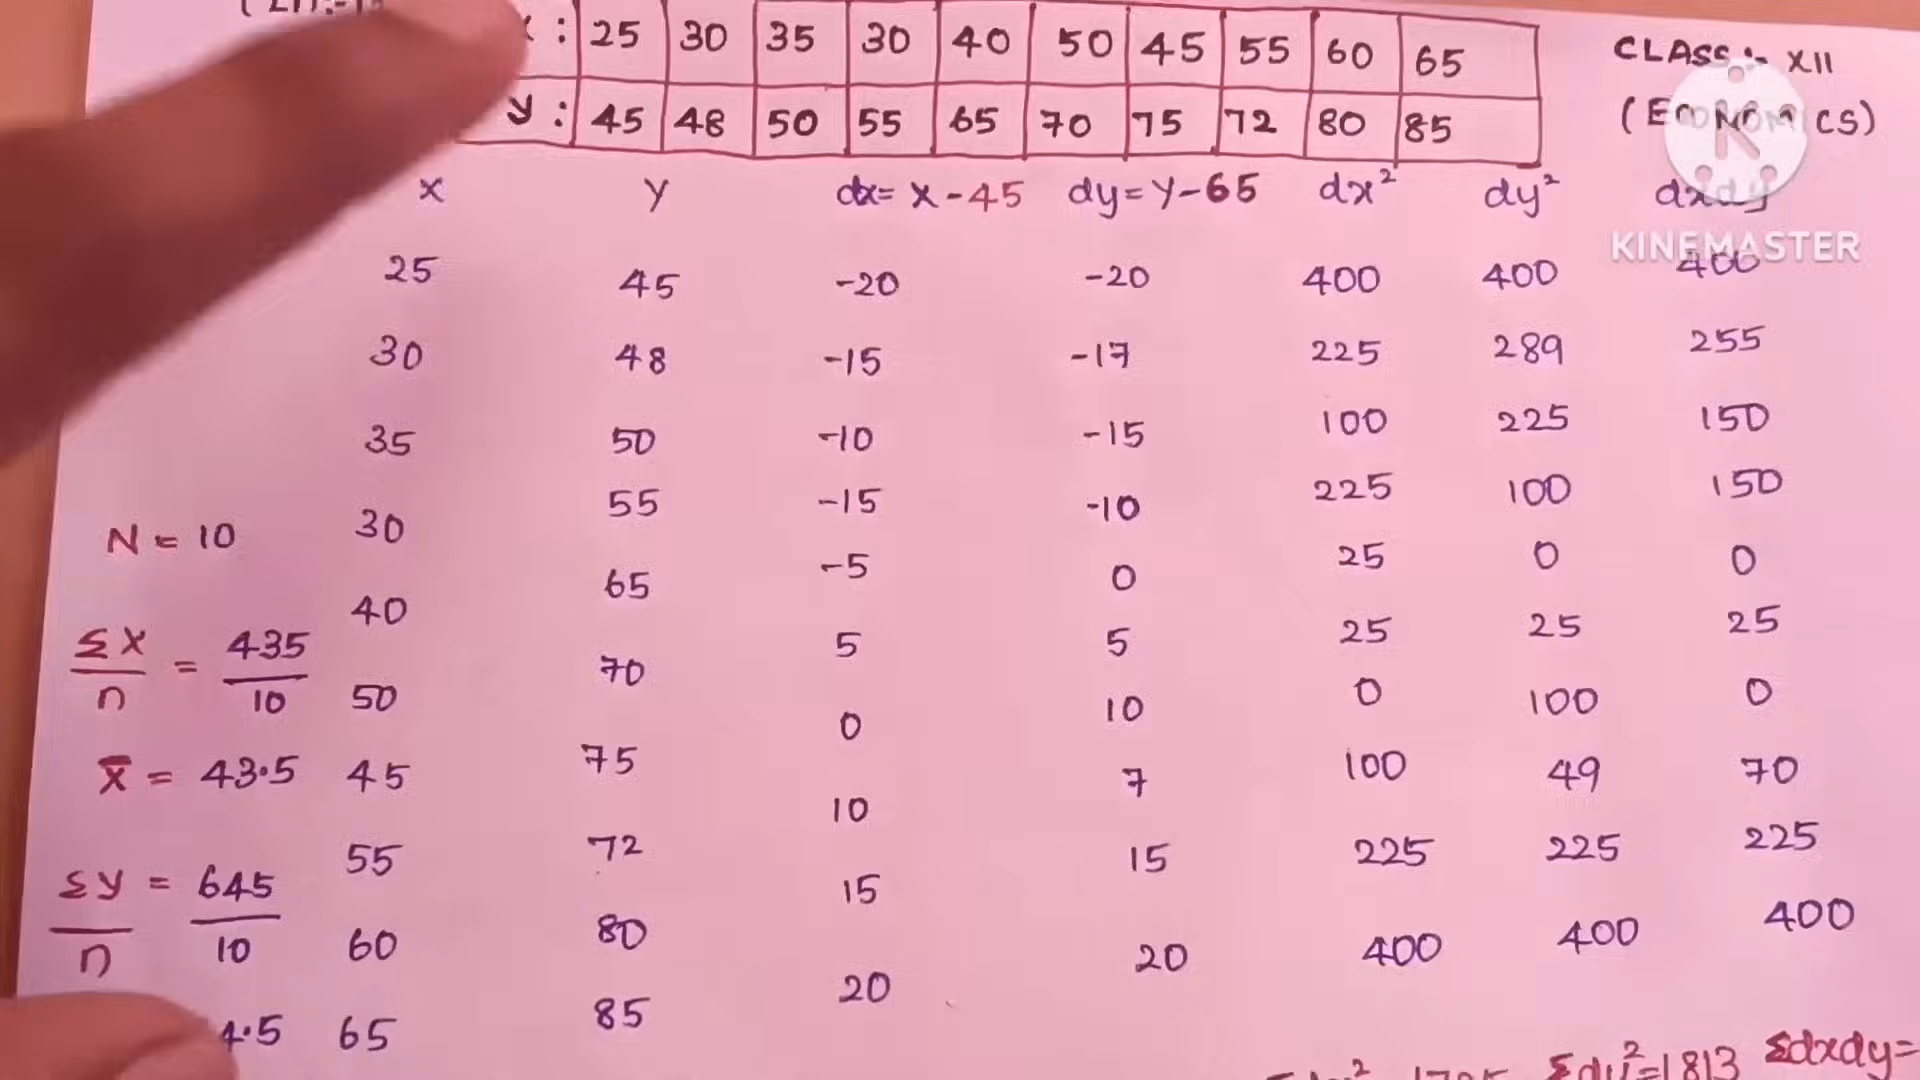 : 25 30 35 30 40 50 45 55 60 65
y : 45 48 50 55 65 70 75 72 80 85
CLASS:- XII
(ECONOMICS)
KINEMASTER
x y dx= x-45 dy=y-65 dx² dy² dxdy
25 45 -20 -20 400 400 400
30 48 -15 -17 225 289 255
35 50 -10 -15 100 225 150
30 55 -15 -10 225 100 150
40 65 -5 0 25 0 0
50 70 5 5 25 25 25
45 75 0 10 0 100 0
55 72 10 7 100 49 70
60 80 15 15 225 225 225
65 85 20 20 400 400 400
N = 10
Σx/n = 435/10
x̄ = 43.5
Σy/n = 645/10
4.5
Σdy²=1813 Σdxdy=